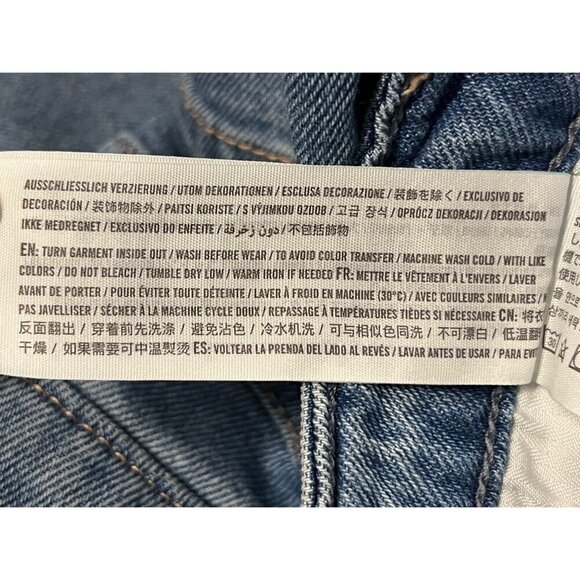 AUSSCHLIESSLICH VERZIERUNG / UTOM DEKORATIONEN / ESCLUSA DECORAZIONE / 装飾を除く / EXCLUSIVO DE
DECORACIÓN / 装饰物除外 / PAITSI KORISTE / S VÝJIMKOU OZDOB / 고급 장식 / OPRÓCZ DEKORACJI / DEKORASJON
IKKE MEDREGNET / EXCLUSIVO DO ENFEITE / دون زخرفة / 不包括飾物
EN: TURN GARMENT INSIDE OUT / WASH BEFORE WEAR / TO AVOID COLOR TRANSFER / MACHINE WASH COLD / WITH LIKE
COLORS / DO NOT BLEACH / TUMBLE DRY LOW / WARM IRON IF NEEDED FR: METTRE LE VÊTEMENT À L'ENVERS / LAVER
AVANT DE PORTER / POUR ÉVITER TOUTE DÉTEINTE / LAVER À FROID EN MACHINE (30°C) / AVEC COULEURS SIMILAIRES /
PAS JAVELLISER / SÉCHER À LA MACHINE CYCLE DOUX / REPASSER À TEMPÉRATURES TIÈDES SI NÉCESSAIRE CN: 将衣
反面翻出 / 穿着前先洗涤 / 避免沾色 / 冷水机洗 / 可与相似色同洗 / 不可漂白 / 低温翻
干燥 / 如果需要可中温熨烫 ES: VOLTEAR LA PRENDA DEL LADO AL REVÉS / LAVAR ANTES DE USAR / PARA EVIT
30